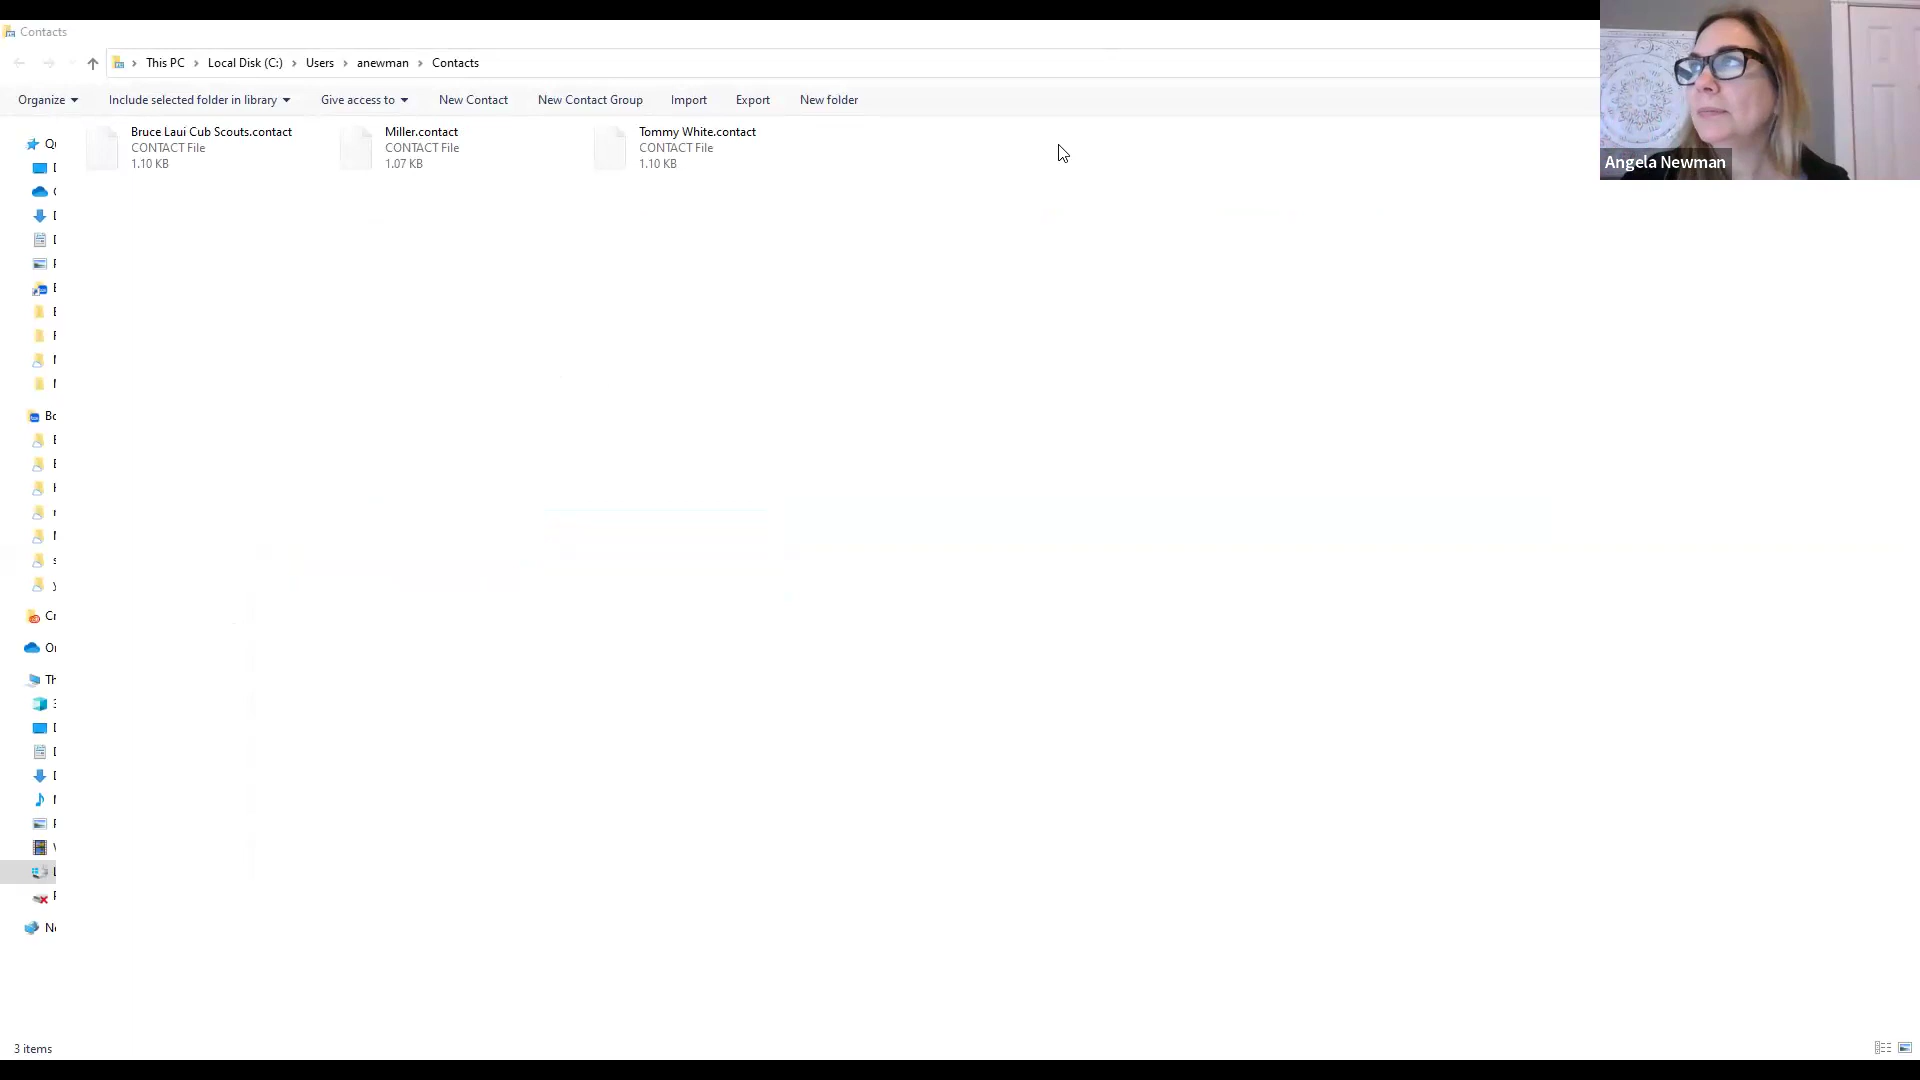 Contacts
This PC > Local Disk (C:) > Users > anewman > Contacts
Organize Include selected folder in library Give access to New Contact New Contact Group Import Export New folder
Bruce Laui Cub Scouts.contact
CONTACT File
1.10 KB
Miller.contact
CONTACT File
1.07 KB
Tommy White.contact
CONTACT File
1.10 KB
Angela Newman
3 items